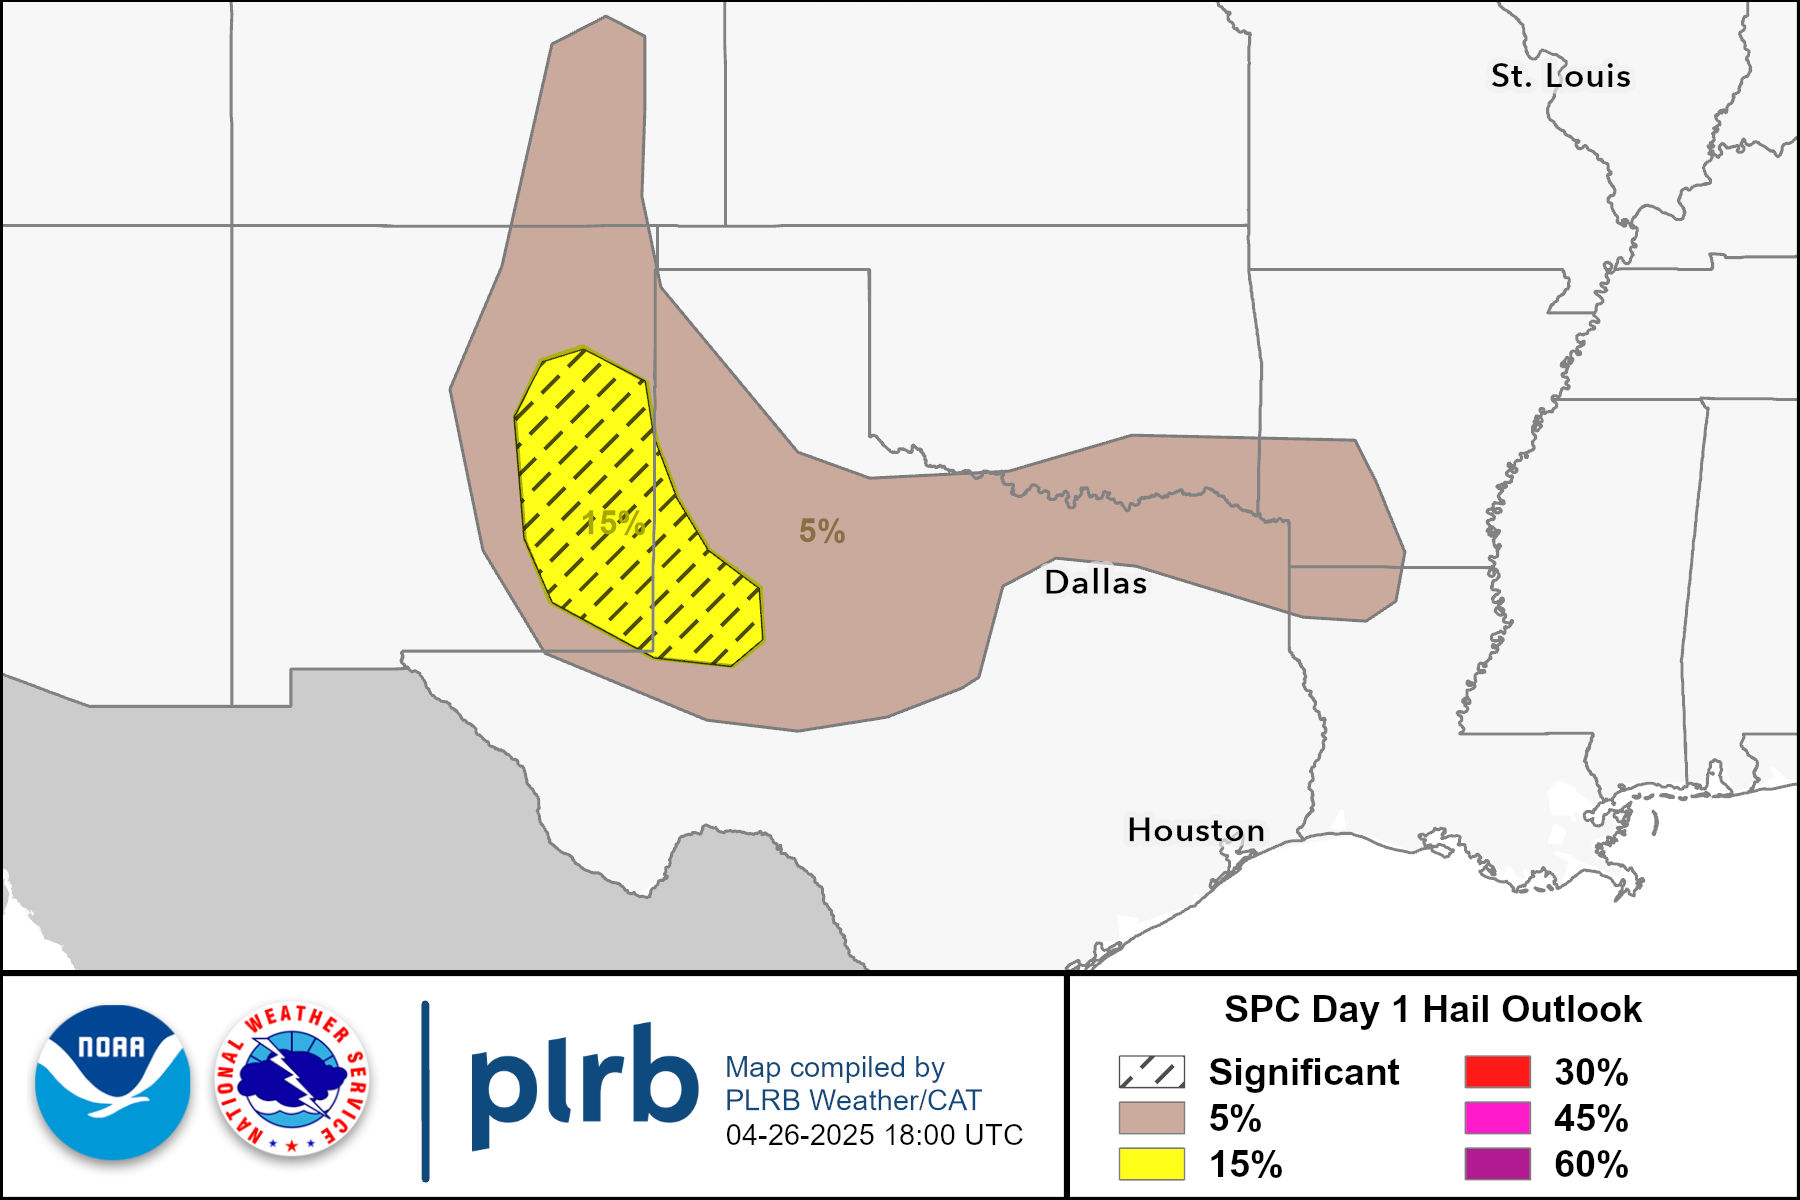 St. Louis
15%
5%
Dallas
Houston
NOAA
NATIONAL WEATHER SERVICE
plrb
Map compiled by
PLRB Weather/CAT
04-26-2025 18:00 UTC
SPC Day 1 Hail Outlook
Significant
5%
15%
30%
45%
60%